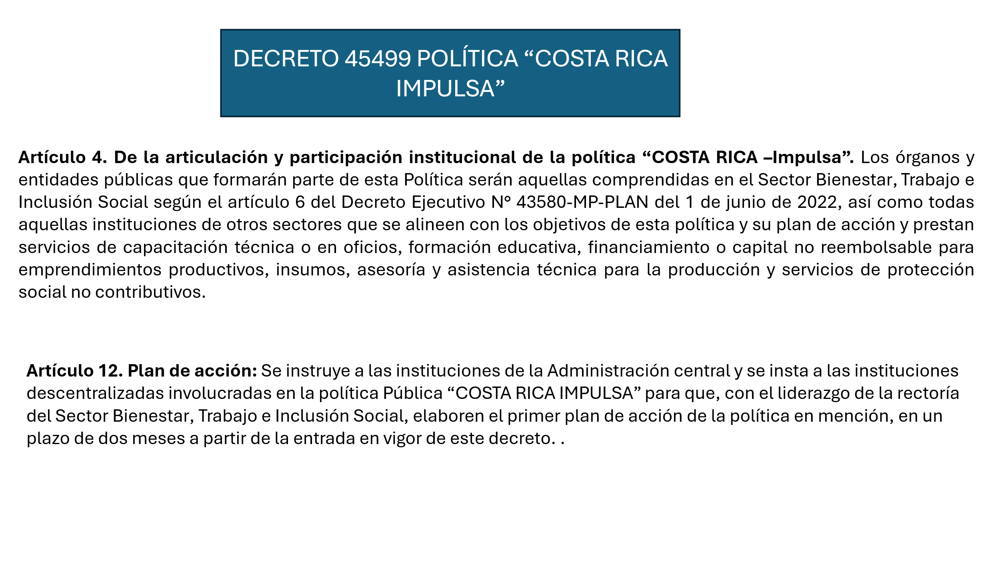 DECRETO 45499 POLÍTICA “COSTA RICA
IMPULSA”
Artículo 4. De la articulación y participación institucional de la política “COSTA RICA –Impulsa”. Los órganos y
entidades públicas que formarán parte de esta Política serán aquellas comprendidas en el Sector Bienestar, Trabajo e
Inclusión Social según el artículo 6 del Decreto Ejecutivo N° 43580-MP-PLAN del 1 de junio de 2022, así como todas
aquellas instituciones de otros sectores que se alineen con los objetivos de esta política y su plan de acción y prestan
servicios de capacitación técnica o en oficios, formación educativa, financiamiento o capital no reembolsable para
emprendimientos productivos, insumos, asesoría y asistencia técnica para la producción y servicios de protección
social no contributivos.
Artículo 12. Plan de acción: Se instruye a las instituciones de la Administración central y se insta a las instituciones
descentralizadas involucradas en la política Pública “COSTA RICA IMPULSA” para que, con el liderazgo de la rectoría
del Sector Bienestar, Trabajo e Inclusión Social, elaboren el primer plan de acción de la política en mención, en un
plazo de dos meses a partir de la entrada en vigor de este decreto. .